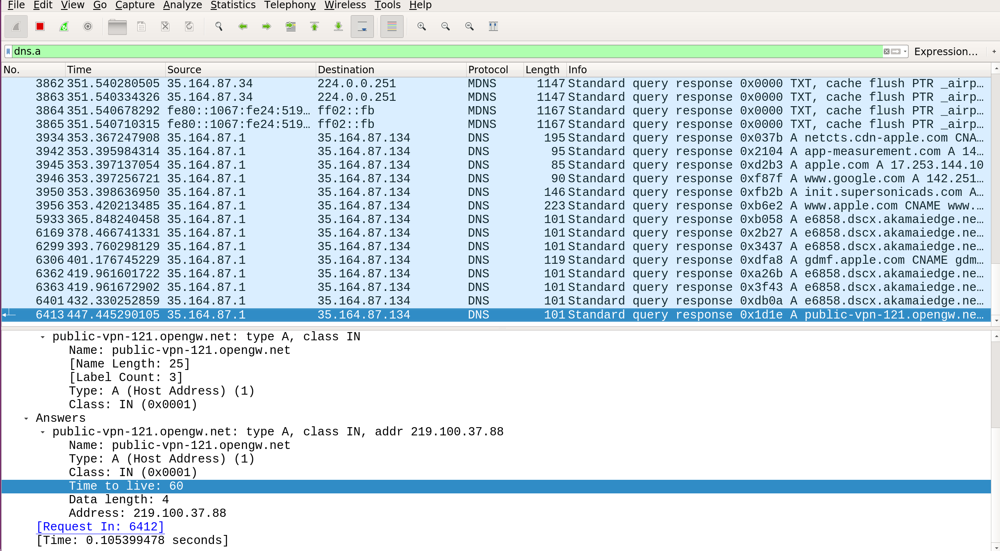 File Edit View Go Capture Analyze Statistics Telephony Wireless Tools Help
dns.a Expression… +
No. Time Source Destination Protocol Length Info
3862 351.540280505 35.164.87.34 224.0.0.251 MDNS 1147 Standard query response 0x0000 TXT, cache flush PTR _airp…
3863 351.540334326 35.164.87.34 224.0.0.251 MDNS 1147 Standard query response 0x0000 TXT, cache flush PTR _airp…
3864 351.540678292 fe80::1067:fe24:519… ff02::fb MDNS 1167 Standard query response 0x0000 TXT, cache flush PTR _airp…
3865 351.540710315 fe80::1067:fe24:519… ff02::fb MDNS 1167 Standard query response 0x0000 TXT, cache flush PTR _airp…
3934 353.367247908 35.164.87.1 35.164.87.134 DNS 195 Standard query response 0x037b A netcts.cdn-apple.com CNA…
3942 353.395984314 35.164.87.1 35.164.87.134 DNS 95 Standard query response 0x2104 A app-measurement.com A 14…
3945 353.397137054 35.164.87.1 35.164.87.134 DNS 85 Standard query response 0xd2b3 A apple.com A 17.253.144.10
3946 353.397256721 35.164.87.1 35.164.87.134 DNS 90 Standard query response 0xf87f A www.google.com A 142.251…
3950 353.398636950 35.164.87.1 35.164.87.134 DNS 146 Standard query response 0xfb2b A init.supersonicads.com A…
3956 353.420213485 35.164.87.1 35.164.87.134 DNS 223 Standard query response 0xb6e2 A www.apple.com CNAME www.…
5933 365.848240458 35.164.87.1 35.164.87.134 DNS 101 Standard query response 0xb058 A e6858.dscx.akamaiedge.ne…
6169 378.466741331 35.164.87.1 35.164.87.134 DNS 101 Standard query response 0x2b27 A e6858.dscx.akamaiedge.ne…
6299 393.760298129 35.164.87.1 35.164.87.134 DNS 101 Standard query response 0x3437 A e6858.dscx.akamaiedge.ne…
6306 401.176745229 35.164.87.1 35.164.87.134 DNS 119 Standard query response 0xdfa8 A gdmf.apple.com CNAME gdm…
6362 419.961601722 35.164.87.1 35.164.87.134 DNS 101 Standard query response 0xa26b A e6858.dscx.akamaiedge.ne…
6363 419.961672902 35.164.87.1 35.164.87.134 DNS 101 Standard query response 0x3f43 A e6858.dscx.akamaiedge.ne…
6401 432.330252859 35.164.87.1 35.164.87.134 DNS 101 Standard query response 0xdb0a A e6858.dscx.akamaiedge.ne…
6413 447.445290105 35.164.87.1 35.164.87.134 DNS 101 Standard query response 0x1d1e A public-vpn-121.opengw.ne…
public-vpn-121.opengw.net: type A, class IN
Name: public-vpn-121.opengw.net
[Name Length: 25]
[Label Count: 3]
Type: A (Host Address) (1)
Class: IN (0x0001)
Answers
public-vpn-121.opengw.net: type A, class IN, addr 219.100.37.88
Name: public-vpn-121.opengw.net
Type: A (Host Address) (1)
Class: IN (0x0001)
Time to live: 60
Data length: 4
Address: 219.100.37.88
[Request In: 6412]
[Time: 0.105399478 seconds]